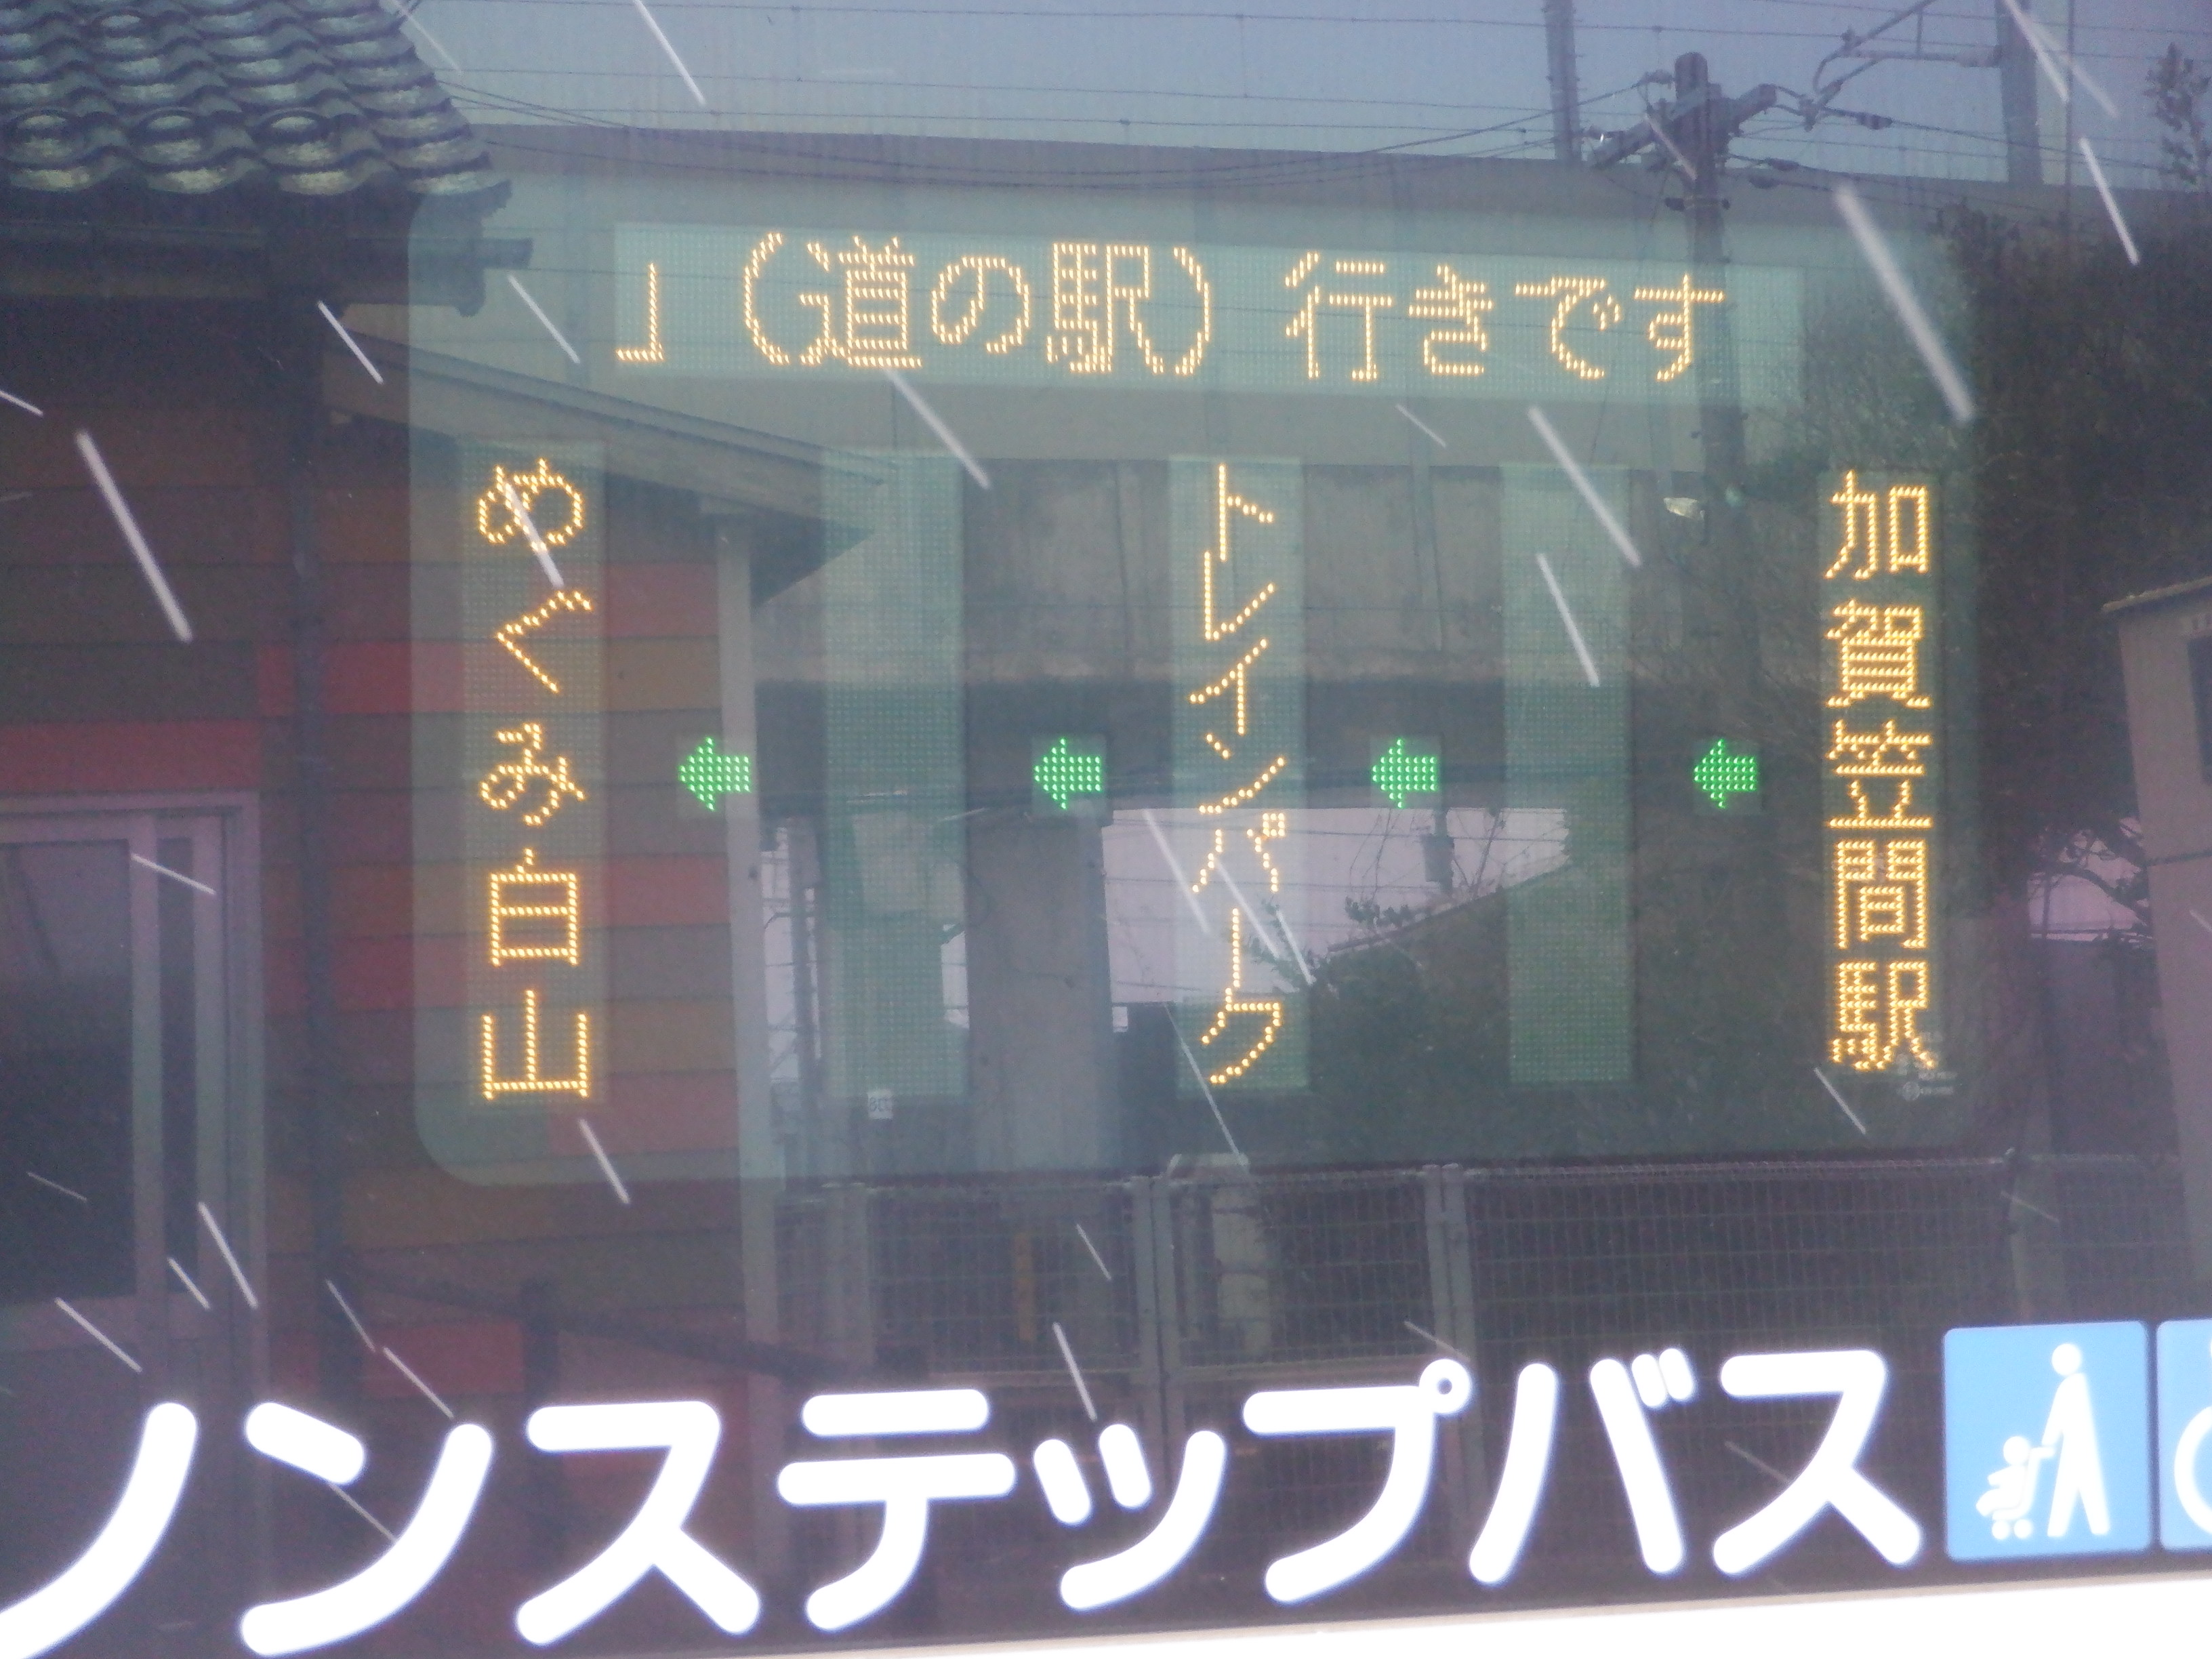 」(道の駅) 行きです
加賀笠間駅
トレインパーク
めぐみ白山
ノンステップバス